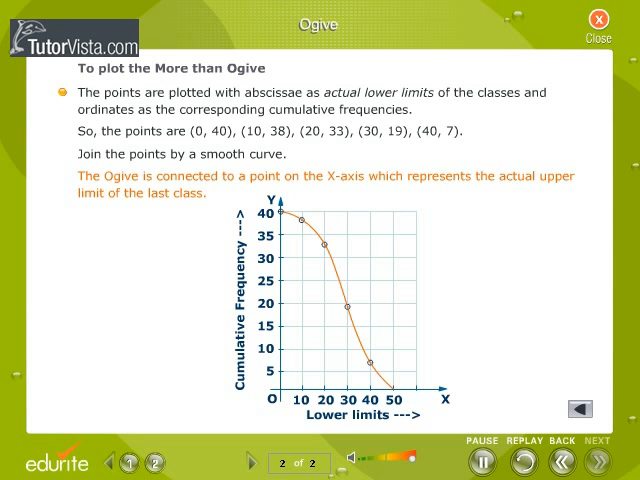 Ogive
X
Close
TutorVista.com
To plot the More than Ogive
The points are plotted with abscissae as actual lower limits of the classes and
ordinates as the corresponding cumulative frequencies.
So, the points are (0, 40), (10, 38), (20, 33), (30, 19), (40, 7).
Join the points by a smooth curve.
The Ogive is connected to a point on the X-axis which represents the actual upper
limit of the last class.
Y
Cumulative Frequency --->
40
35
30
25
20
15
10
5
O 10 20 30 40 50 X
Lower limits --->
PAUSE REPLAY BACK NEXT
edurite
1 2
2 of 2